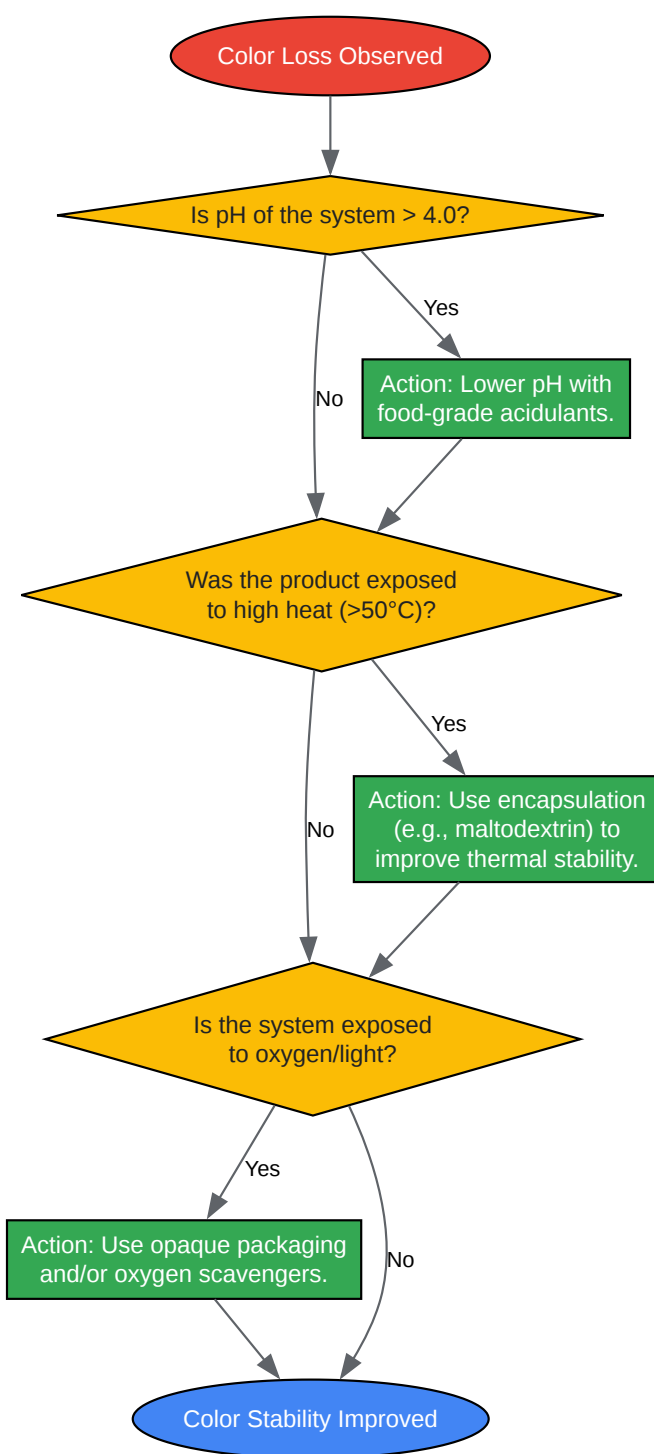 Color Loss Observed
Is pH of the system > 4.0?
Yes
Action: Lower pH with
food-grade acidulants.
No
Was the product exposed
to high heat (>50°C)?
Yes
Action: Use encapsulation
(e.g., maltodextrin) to
improve thermal stability.
No
Is the system exposed
to oxygen/light?
Yes
Action: Use opaque packaging
and/or oxygen scavengers.
No
Color Stability Improved